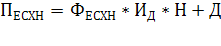 П_ЕСХН = Ф_ЕСХН * И_Д * Н + Д